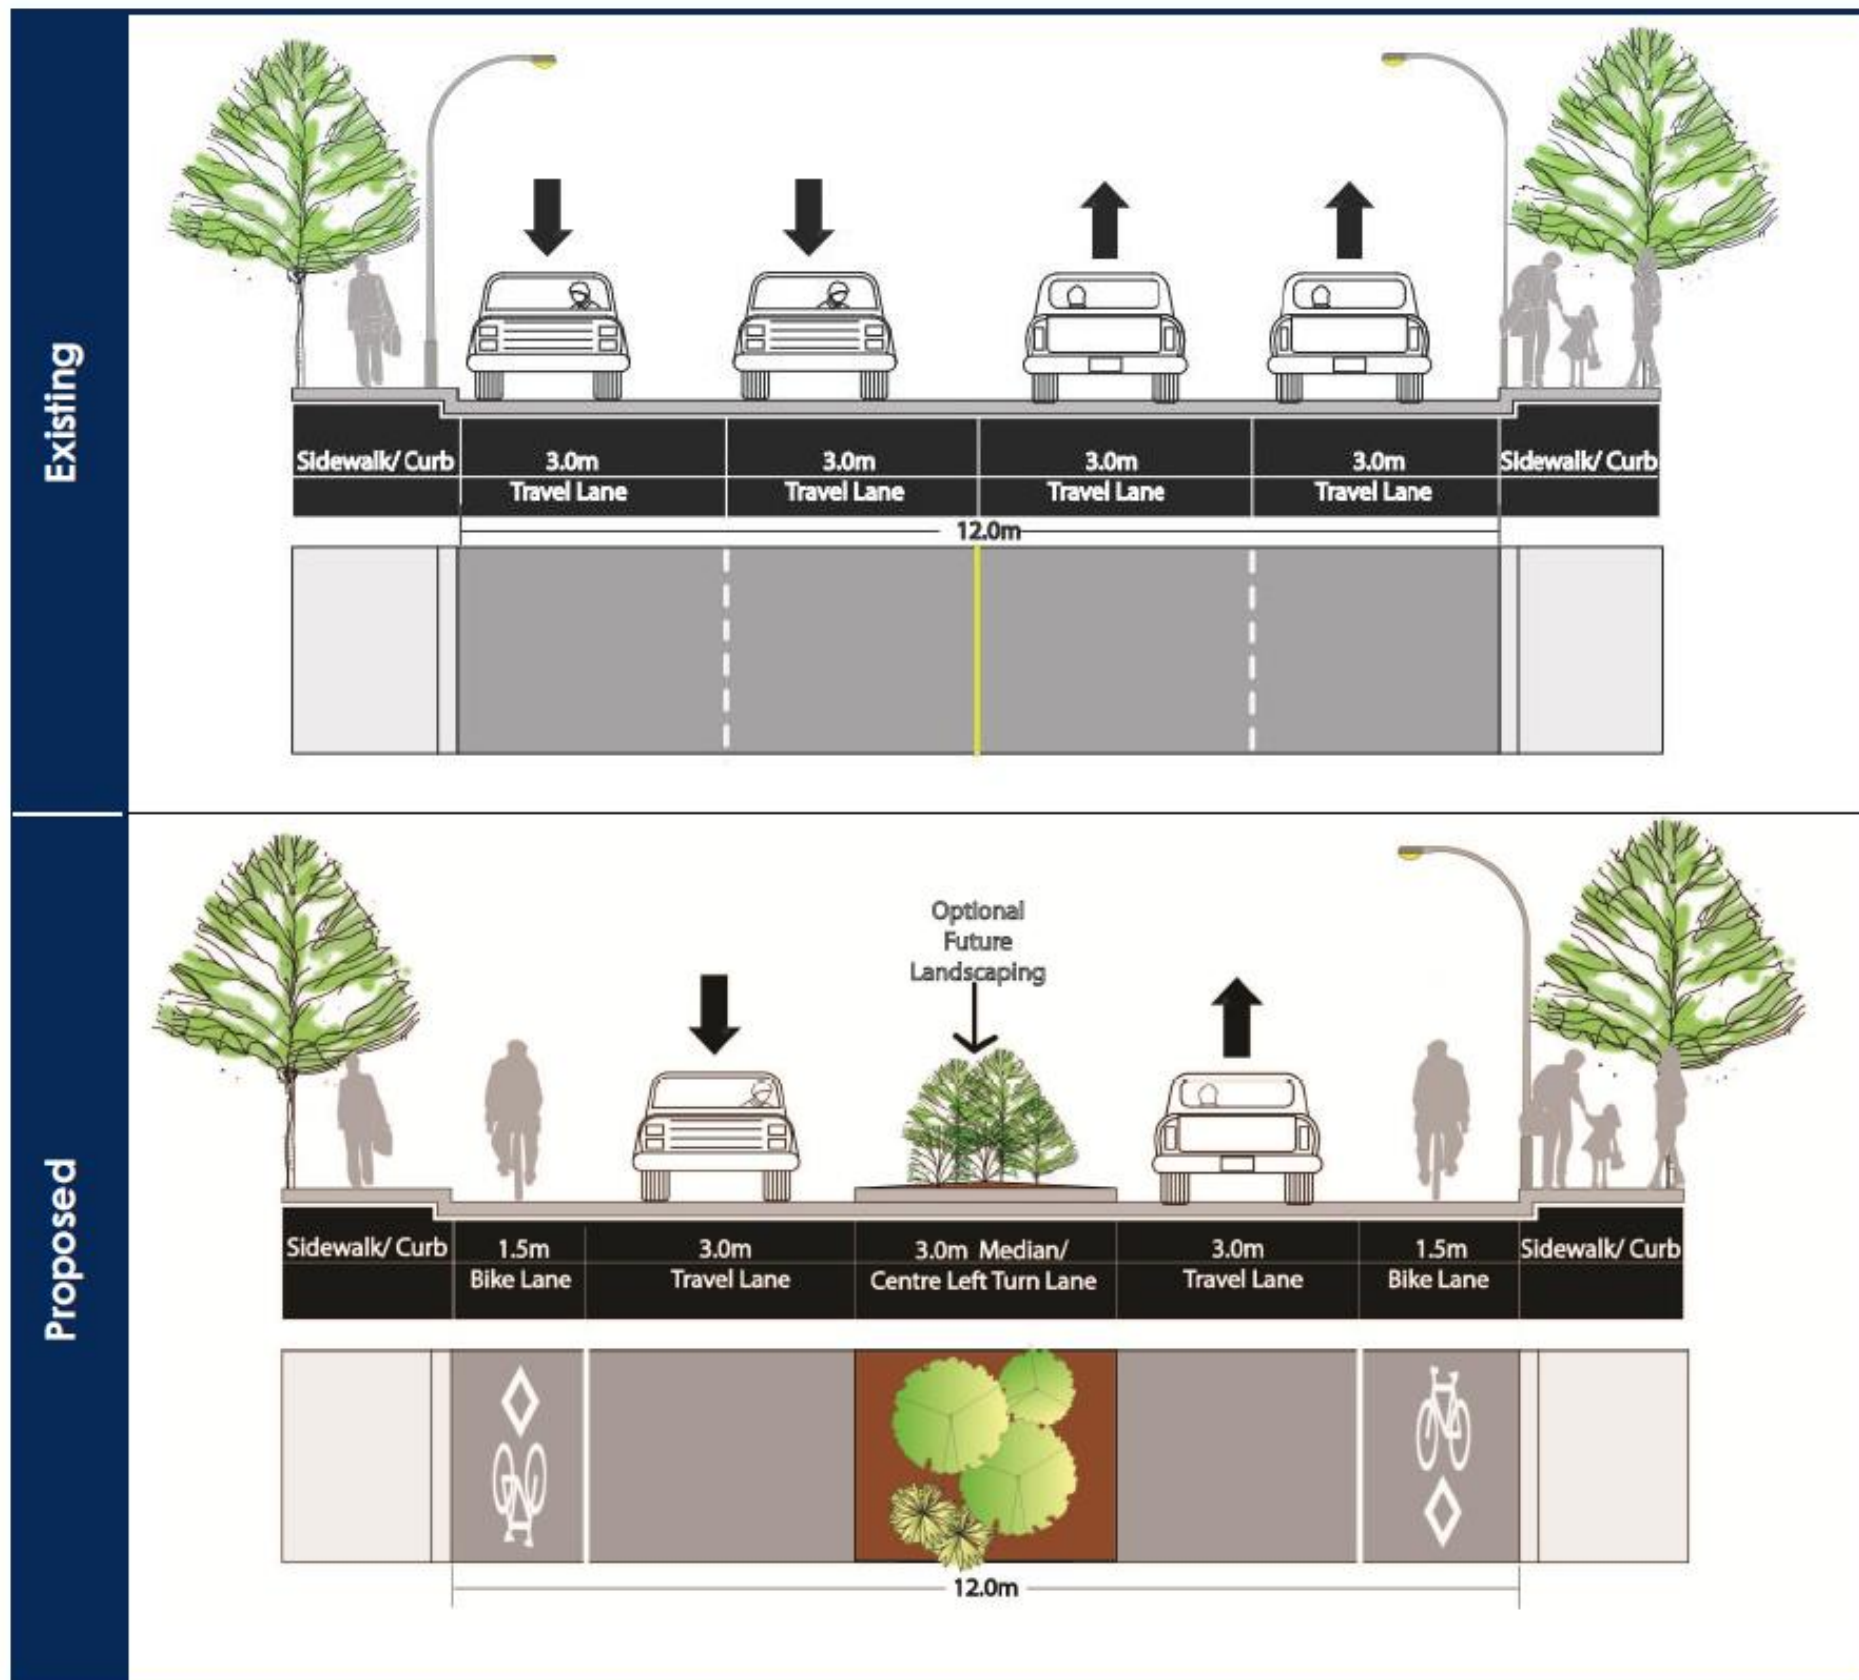 Existing
Sidewalk/ Curb
3.0m
Travel Lane
3.0m
Travel Lane
3.0m
Travel Lane
3.0m
Travel Lane
Sidewalk/ Curb
12.0m
Proposed
Optional
Future
Landscaping
Sidewalk/ Curb
1.5m
Bike Lane
3.0m
Travel Lane
3.0m Median/
Centre Left Turn Lane
3.0m
Travel Lane
1.5m
Bike Lane
Sidewalk/ Curb
12.0m